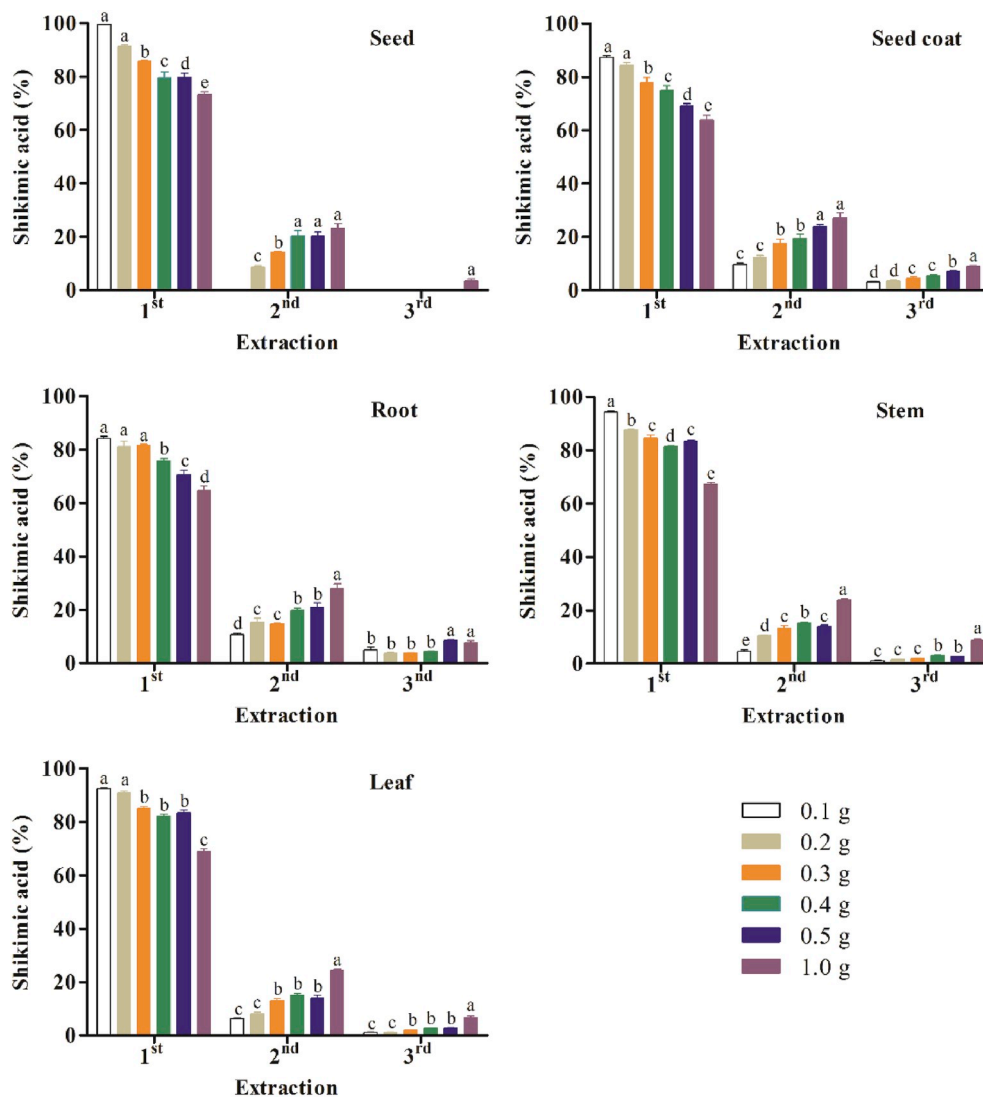 Seed
Shikimic acid (%)
100
80
60
40
20
0
a a b c d e
c b a a a
a
1st 2nd 3rd
Extraction
Seed coat
Shikimic acid (%)
100
80
60
40
20
0
a a b c d e
c c b b a a
d d c c b a
1st 2nd 3rd
Extraction
Root
Shikimic acid (%)
100
80
60
40
20
0
a a a b c d
d c c b b a
b b b b a a
1st 2nd 3nd
Extraction
Stem
Shikimic acid (%)
100
80
60
40
20
0
a b c d c e
e d c b c a
c c c b b a
1st 2nd 3rd
Extraction
Leaf
Shikimic acid (%)
100
80
60
40
20
0
a a b b b c
c c b b b a
c c b b b a
1st 2nd 3rd
Extraction
0.1 g
0.2 g
0.3 g
0.4 g
0.5 g
1.0 g